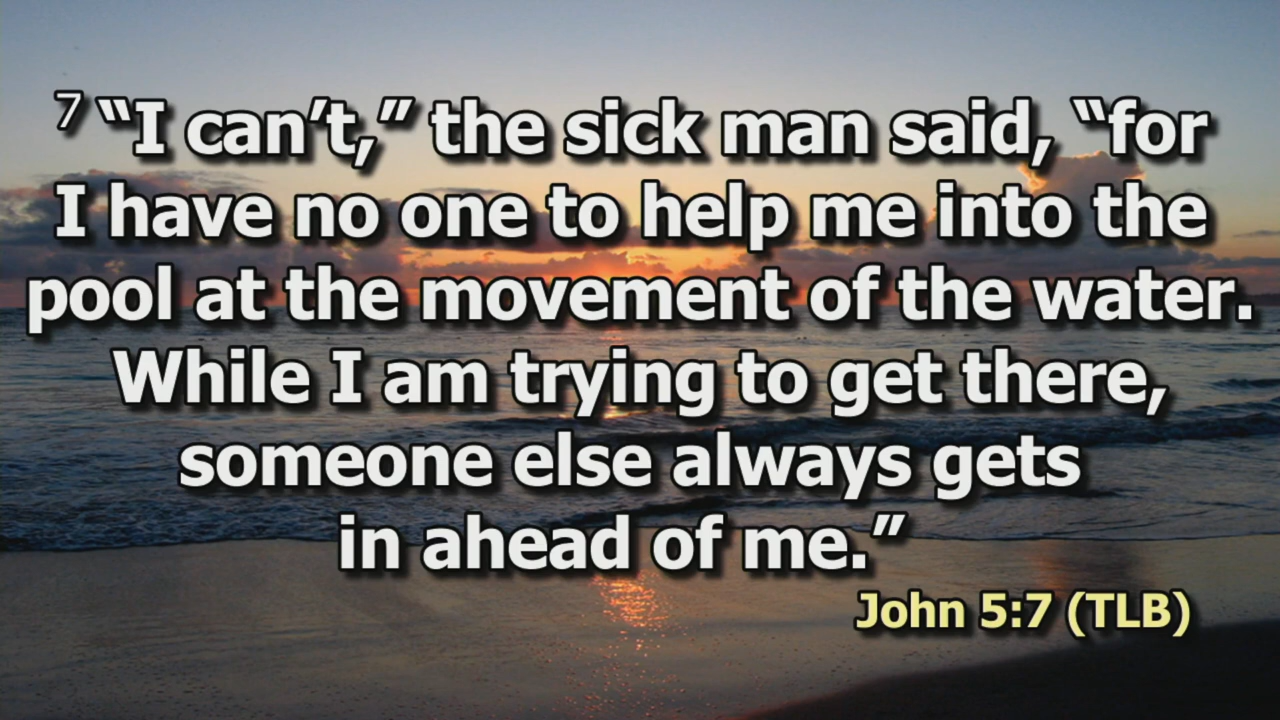 7 “I can’t,” the sick man said, “for
I have no one to help me into the
pool at the movement of the water.
While I am trying to get there,
someone else always gets
in ahead of me.”
John 5:7 (TLB)